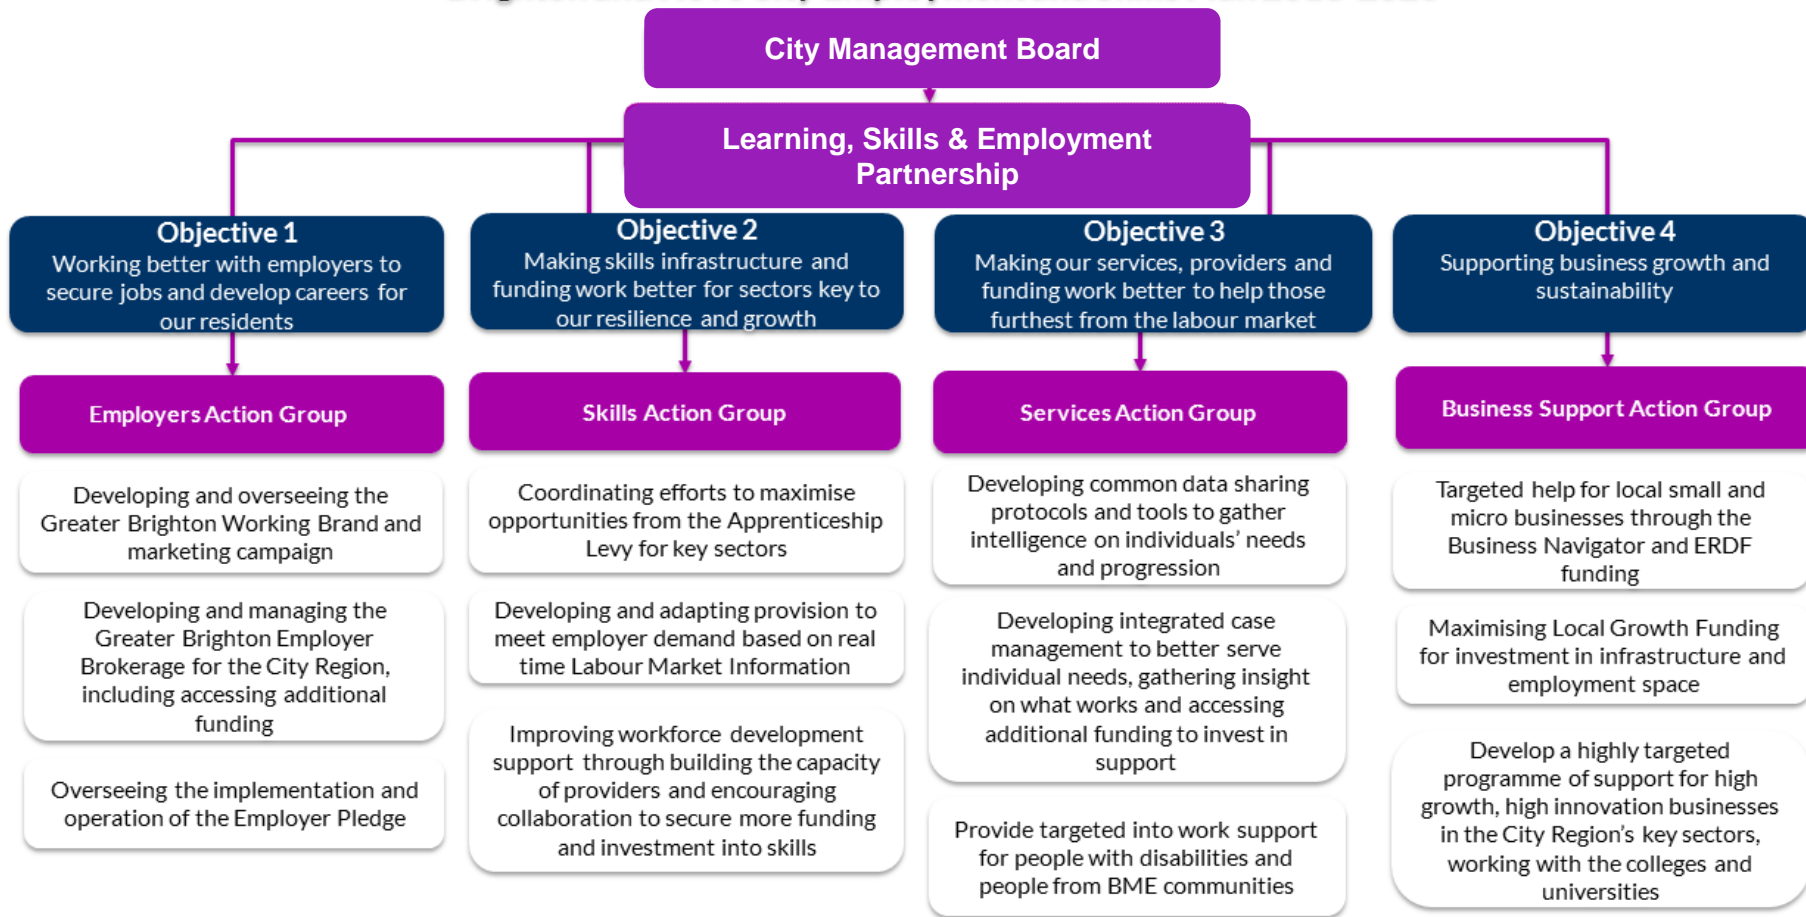 City Management Board
Learning, Skills & Employment
Partnership
Objective 1
Working better with employers to
secure jobs and develop careers for
our residents
Objective 2
Making skills infrastructure and
funding work better for sectors key to
our resilience and growth
Objective 3
Making our services, providers and
funding work better to help those
furthest from the labour market
Objective 4
Supporting business growth and
sustainability
Employers Action Group
Skills Action Group
Services Action Group
Business Support Action Group
Developing and overseeing the
Greater Brighton Working Brand and
marketing campaign
Developing and managing the
Greater Brighton Employer
Brokerage for the City Region,
including accessing additional
funding
Overseeing the implementation and
operation of the Employer Pledge
Coordinating efforts to maximise
opportunities from the Apprenticeship
Levy for key sectors
Developing and adapting provision to
meet employer demand based on real
time Labour Market Information
Improving workforce development
support through building the capacity
of providers and encouraging
collaboration to secure more funding
and investment into skills
Developing common data sharing
protocols and tools to gather
intelligence on individuals’ needs
and progression
Developing integrated case
management to better serve
individual needs, gathering insight
on what works and accessing
additional funding to invest in
support
Provide targeted into work support
for people with disabilities and
people from BME communities
Targeted help for local small and
micro businesses through the
Business Navigator and ERDF
funding
Maximising Local Growth Funding
for investment in infrastructure and
employment space
Develop a highly targeted
programme of support for high
growth, high innovation businesses
in the City Region’s key sectors,
working with the colleges and
universities